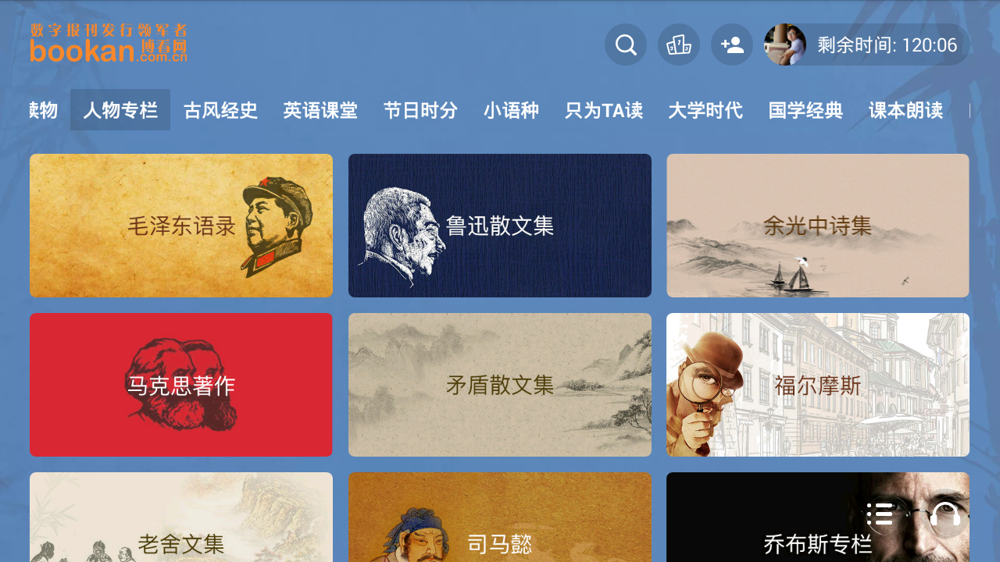 数字报刊发行领军者
bookan博看网.com.cn
剩余时间: 120:06
读物 人物专栏 古风经史 英语课堂 节日时分 小语种 只为TA读 大学时代 国学经典 课本朗读
毛泽东语录 鲁迅散文集 余光中诗集
马克思著作 矛盾散文集 福尔摩斯
老舍文集 司马懿 乔布斯专栏